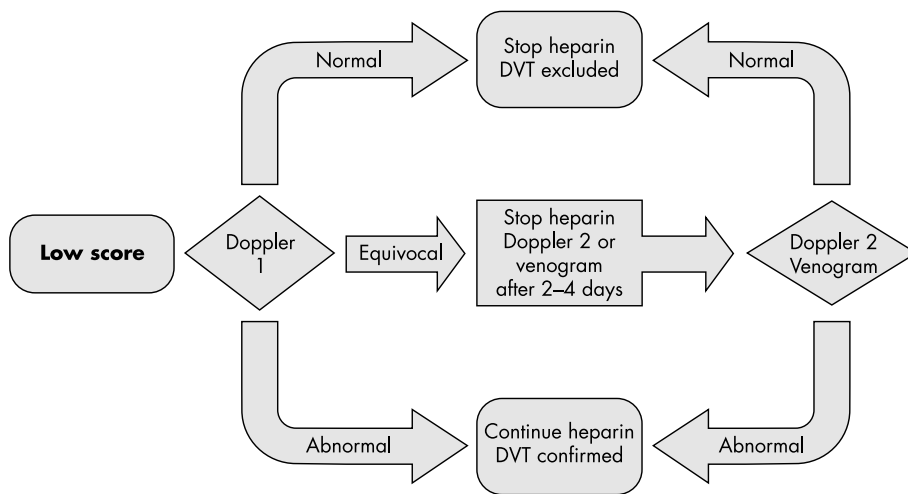 Normal
Stop heparin
DVT excluded
Normal
Low score
Doppler
1
Equivocal
Stop heparin
Doppler 2 or
venogram
after 2–4 days
Doppler 2
Venogram
Abnormal
Continue heparin
DVT confirmed
Abnormal